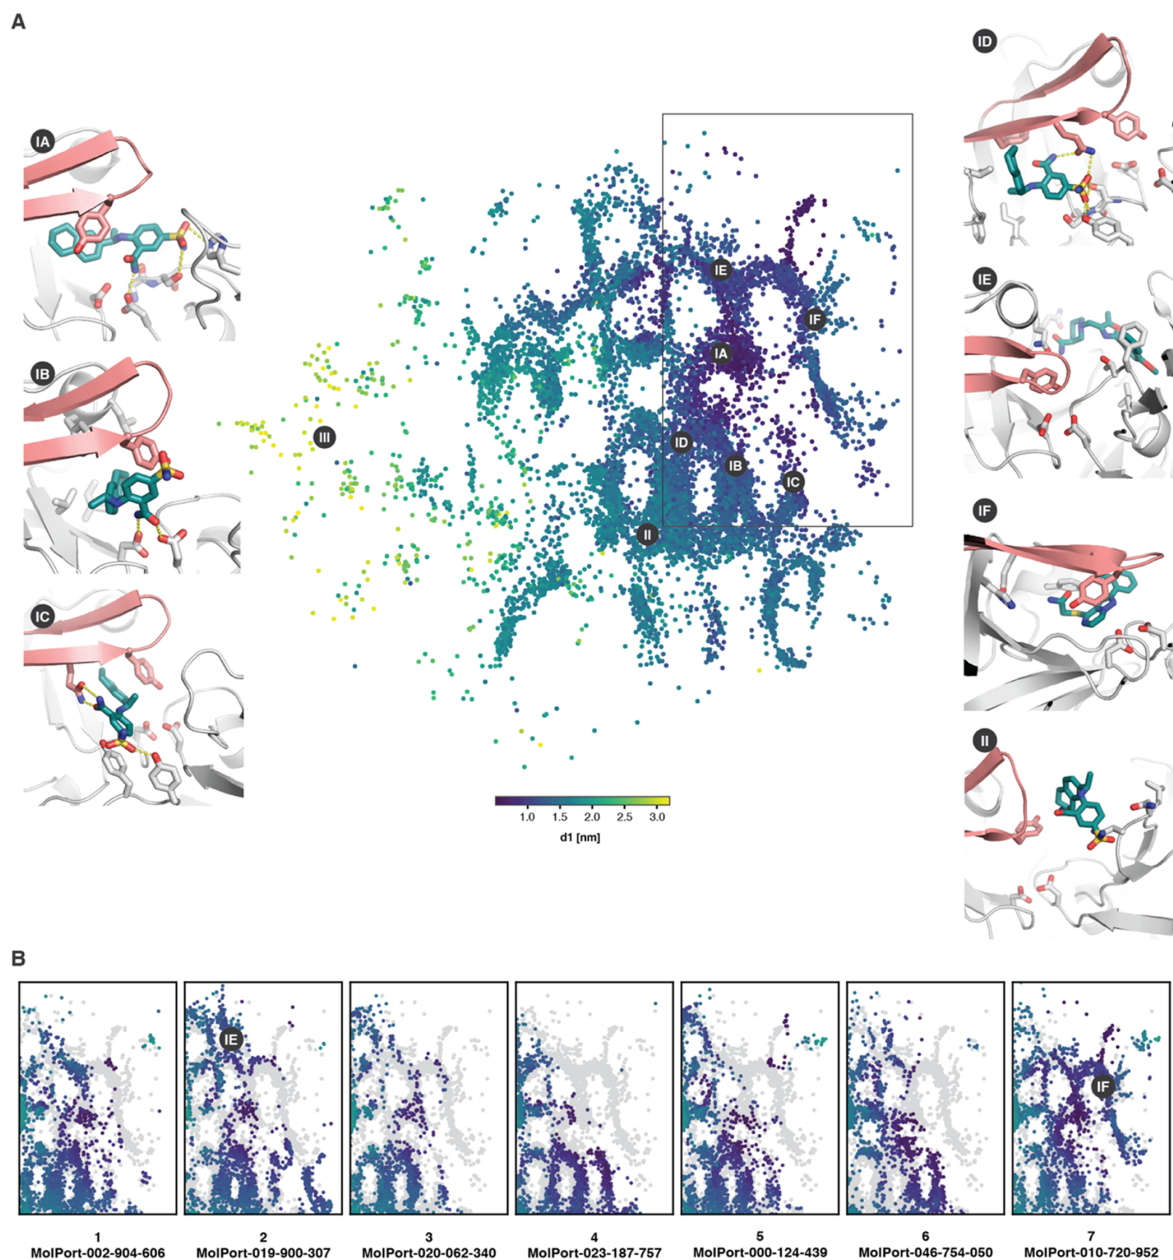 A
IA
IB
IC
ID
IE
IF
II
IE
IF
IA
III
ID
IB
IC
II
1.0 1.5 2.0 2.5 3.0
d1 [nm]
B
IE
IF
1 2 3 4 5 6 7
MolPort-002-904-606 MolPort-019-900-307 MolPort-020-062-340 MolPort-023-187-757 MolPort-000-124-439 MolPort-046-754-050 MolPort-010-720-952